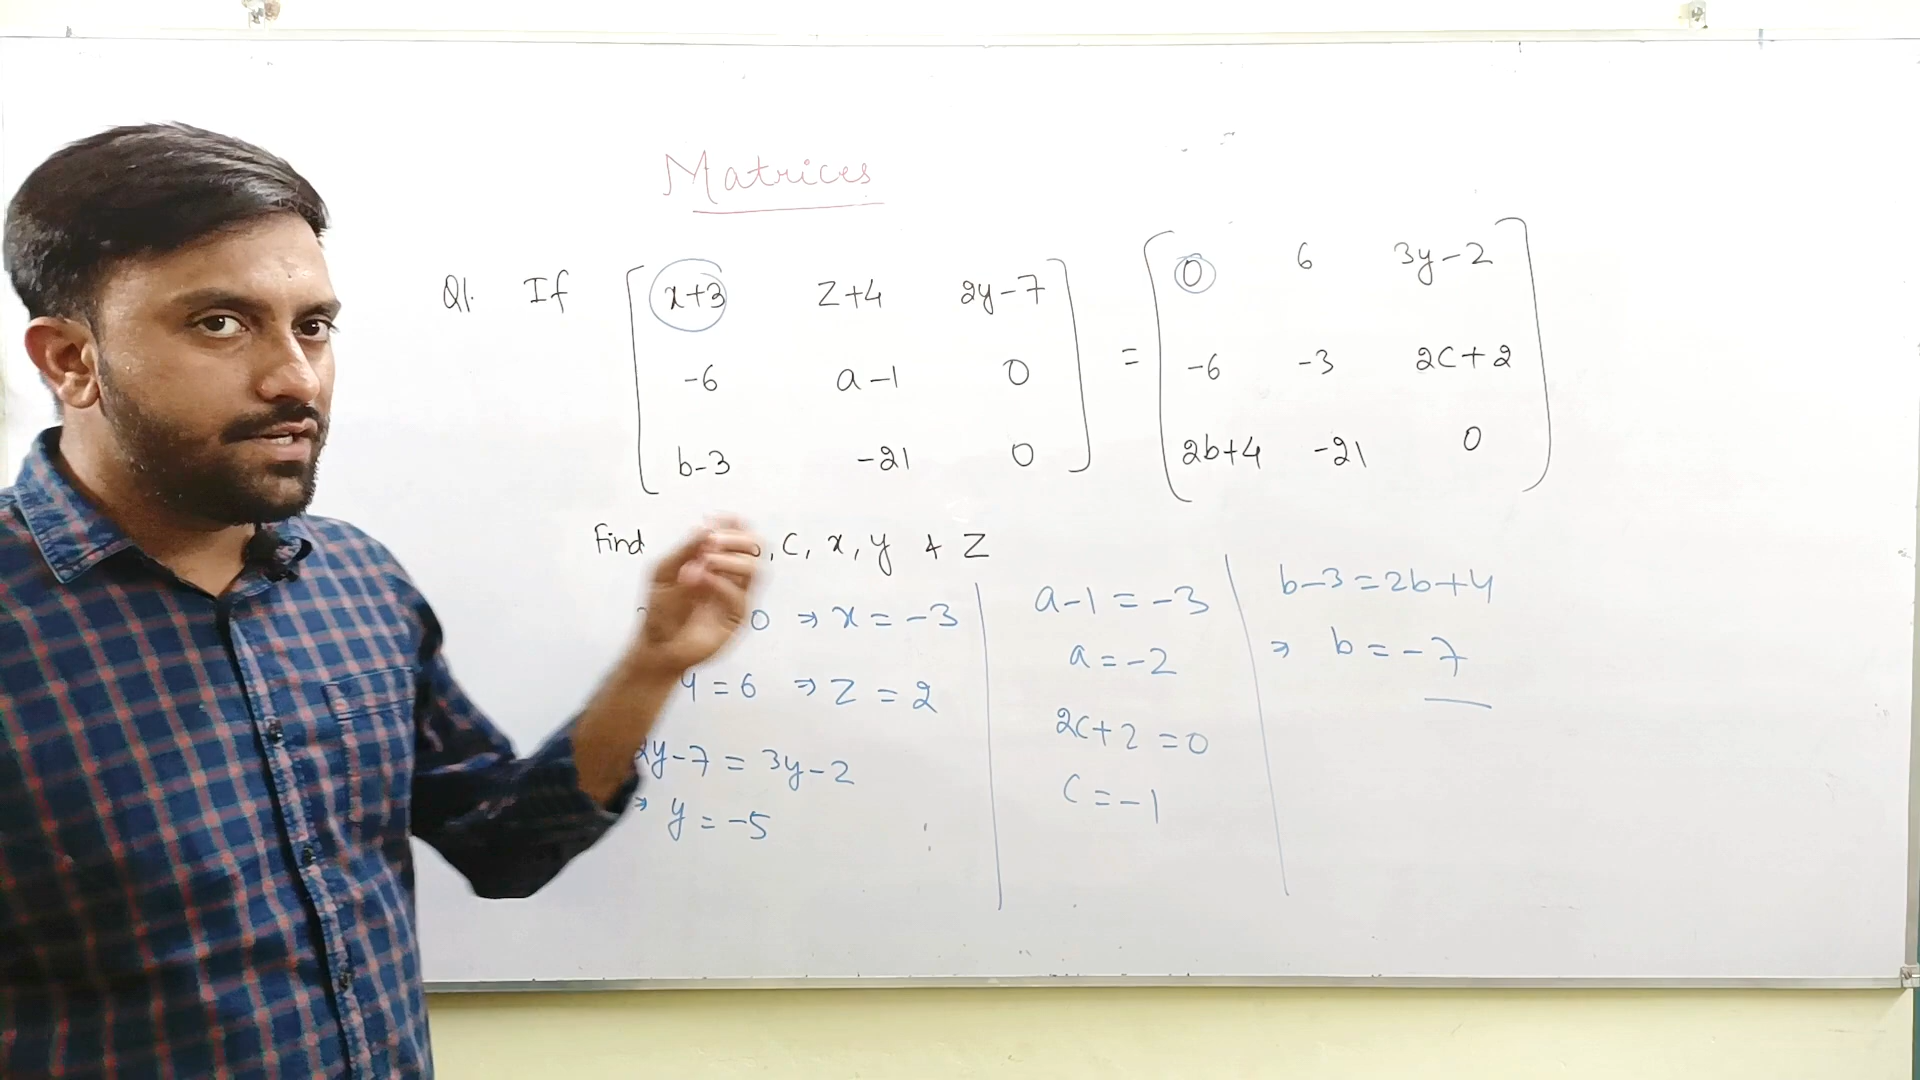 Matrices
Q1. If [ x+3 z+4 2y-7 ] = [ 0 6 3y-2 ]
-6 a-1 0 -6 -3 2c+2
b-3 -21 0 2b+4 -21 0
Find , c, x, y & z
0 ⇒ x = -3
4 = 6 ⇒ z = 2
2y-7 = 3y-2
⇒ y = -5
a-1 = -3
a = -2
2c+2 = 0
c = -1
b-3 = 2b+4
⇒ b = -7